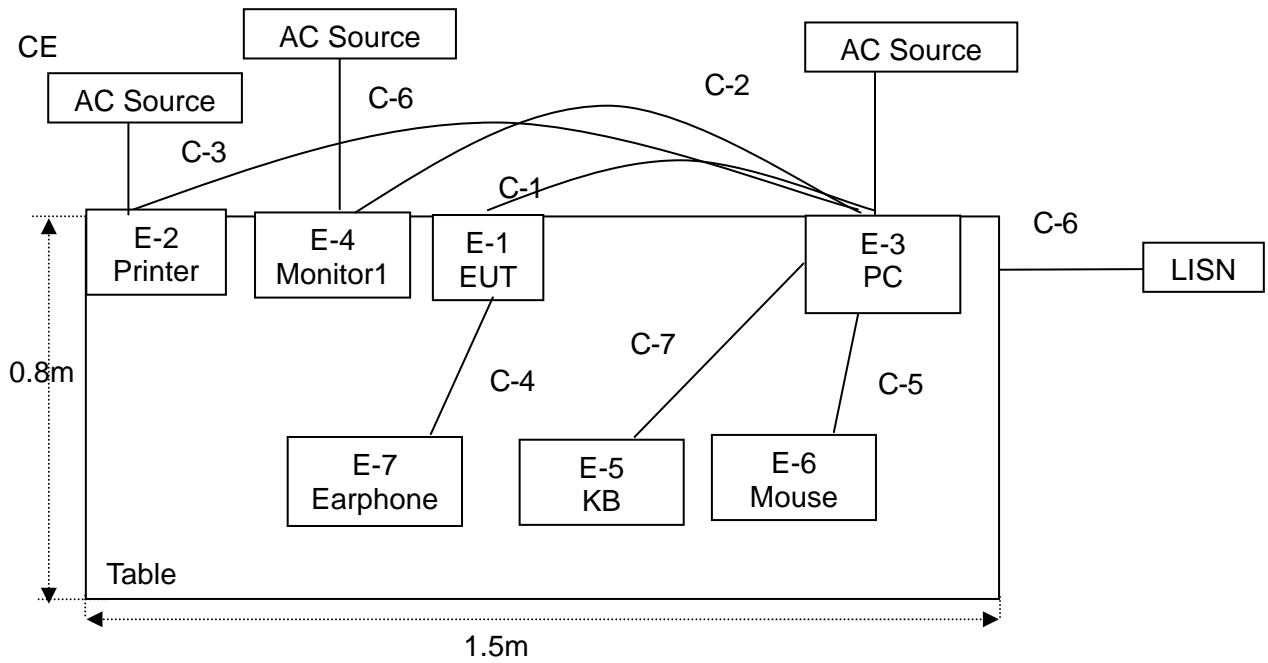 CE
AC Source
AC Source
AC Source
C-6
C-2
C-3
C-1
C-6
E-2
Printer
E-4
Monitor1
E-1
EUT
E-3
PC
LISN
C-7
0.8m
C-4
C-5
E-7
Earphone
E-5
KB
E-6
Mouse
Table
1.5m